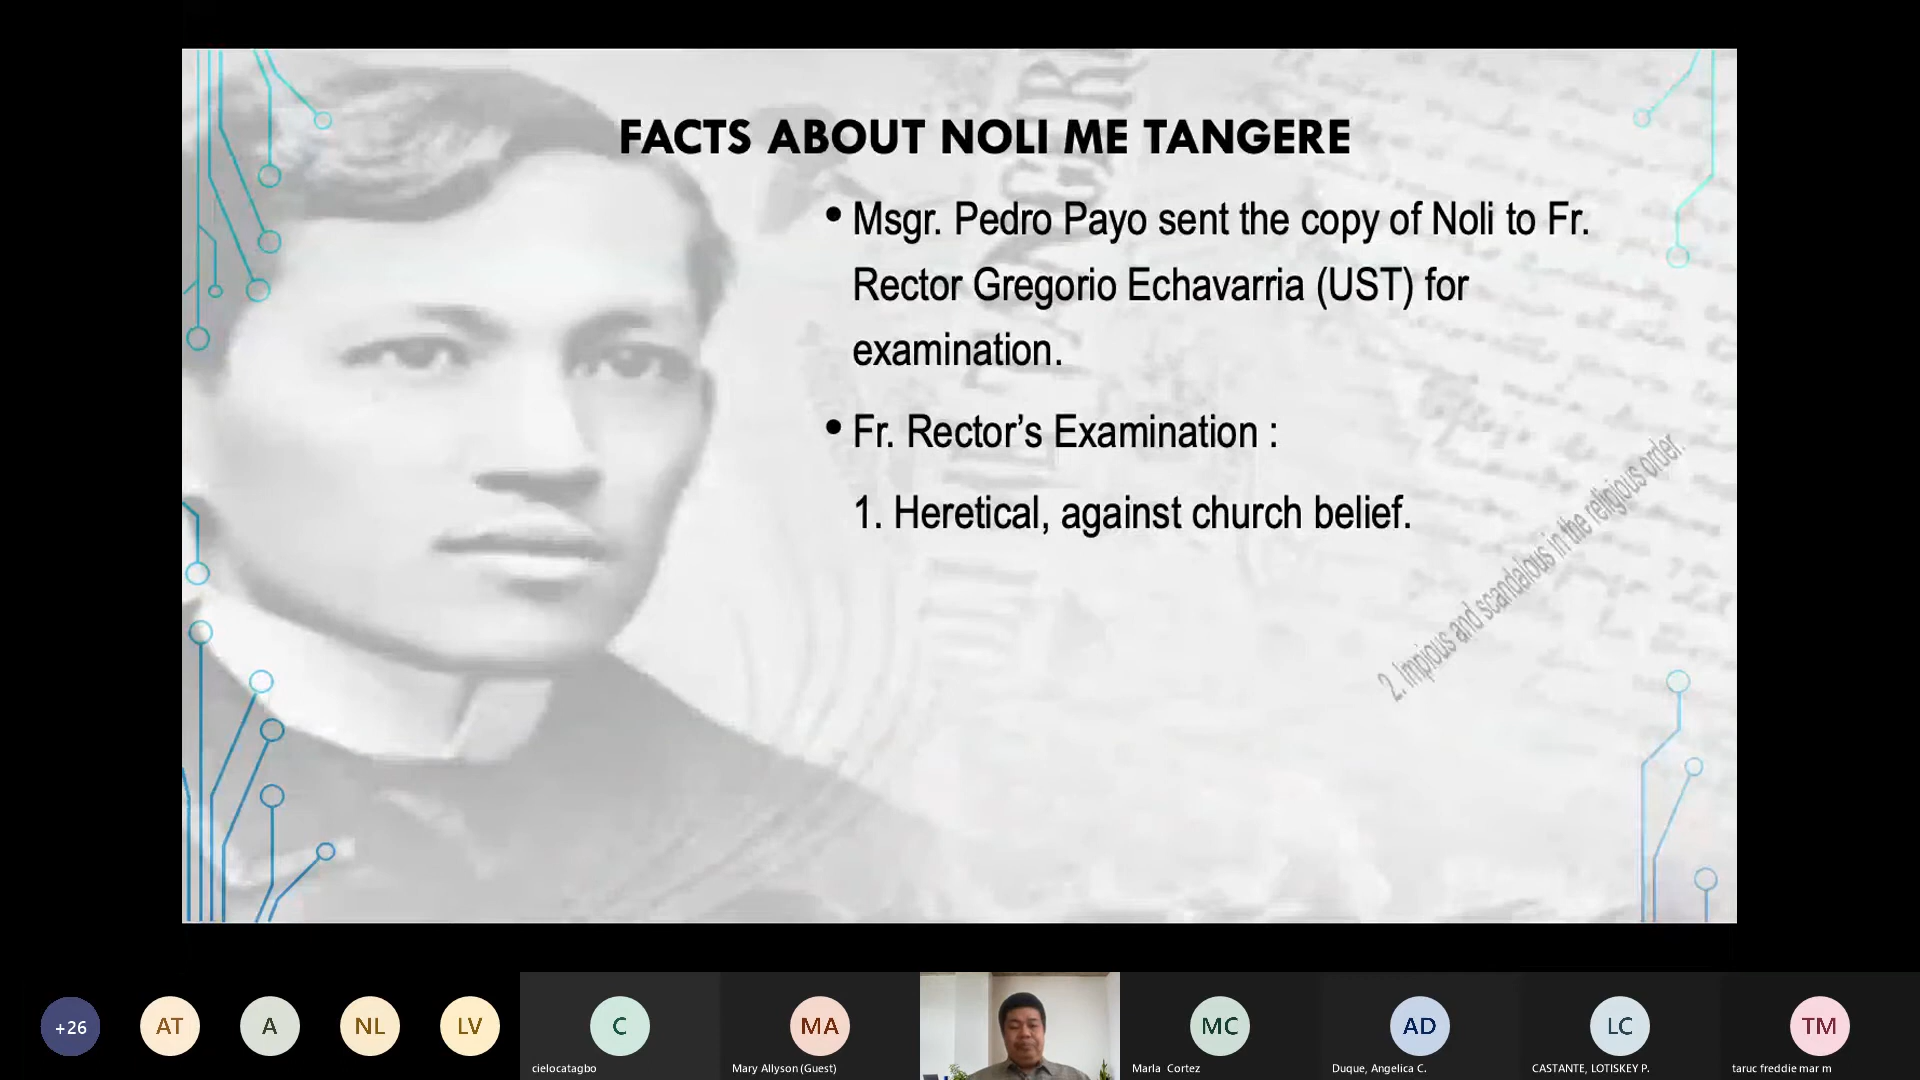 FACTS ABOUT NOLI ME TANGERE
• Msgr. Pedro Payo sent the copy of Noli to Fr.
Rector Gregorio Echavarria (UST) for
examination.
• Fr. Rector’s Examination :
1. Heretical, against church belief.
2. Impious and scandalous in the religious order.
+26
AT
A
NL
LV
C
cielocatagbo
MA
Mary Allyson (Guest)
MC
Marla Cortez
AD
Duque, Angelica C.
LC
CASTANTE, LOTISKEY P.
TM
taruc freddie mar m